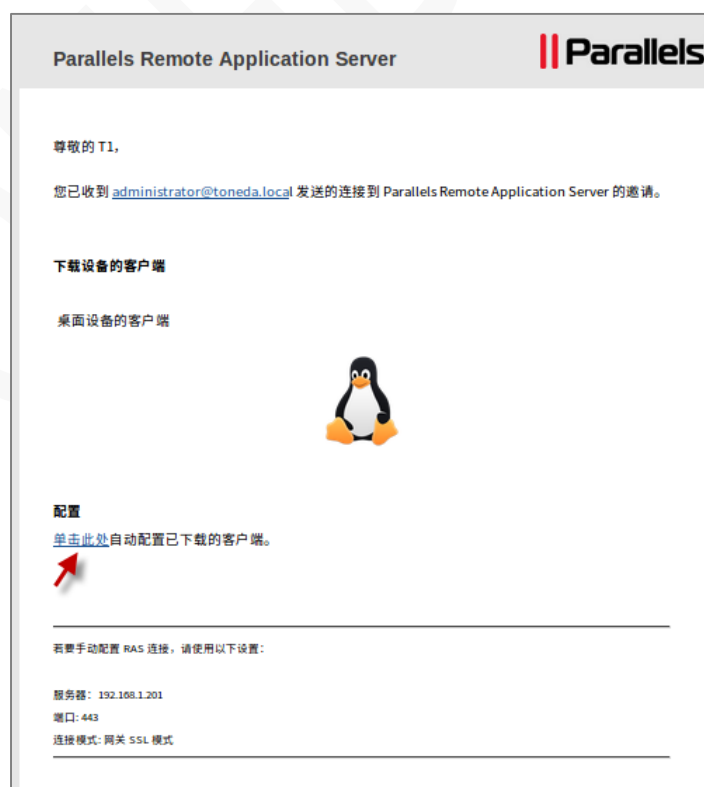 Parallels Remote Application Server
Parallels
尊敬的 T1，
您已收到 administrator@toneda.local 发送的连接到 Parallels Remote Application Server 的邀请。
下载设备的客户端
桌面设备的客户端
配置
单击此处自动配置已下载的客户端。
若要手动配置 RAS 连接，请使用以下设置：
服务器：192.168.1.201
端口: 443
连接模式: 网关 SSL 模式